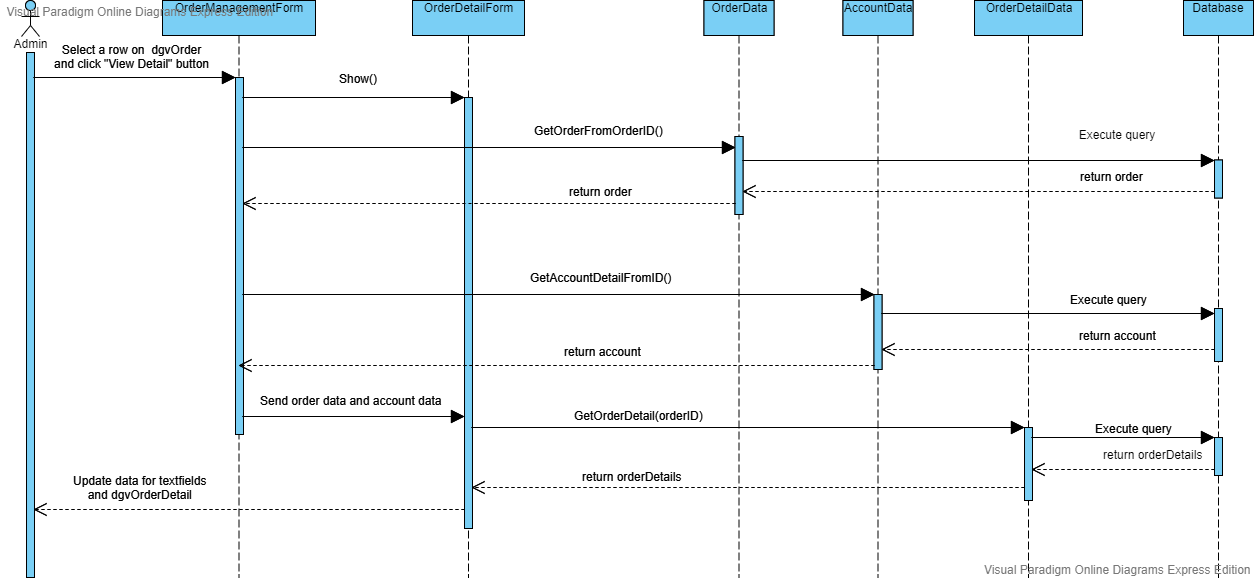 Visual Paradigm Online Diagrams Express Edition
OrderManagementForm
OrderDetailForm
OrderData
AccountData
OrderDetailData
Database
Admin
Select a row on dgvOrder
and click "View Detail" button
Show()
GetOrderFromOrderID()
Execute query
return order
return order
GetAccountDetailFromID()
Execute query
return account
return account
Send order data and account data
GetOrderDetail(orderID)
Execute query
return orderDetails
return orderDetails
Update data for textfields
and dgvOrderDetail
Visual Paradigm Online Diagrams Express Edition